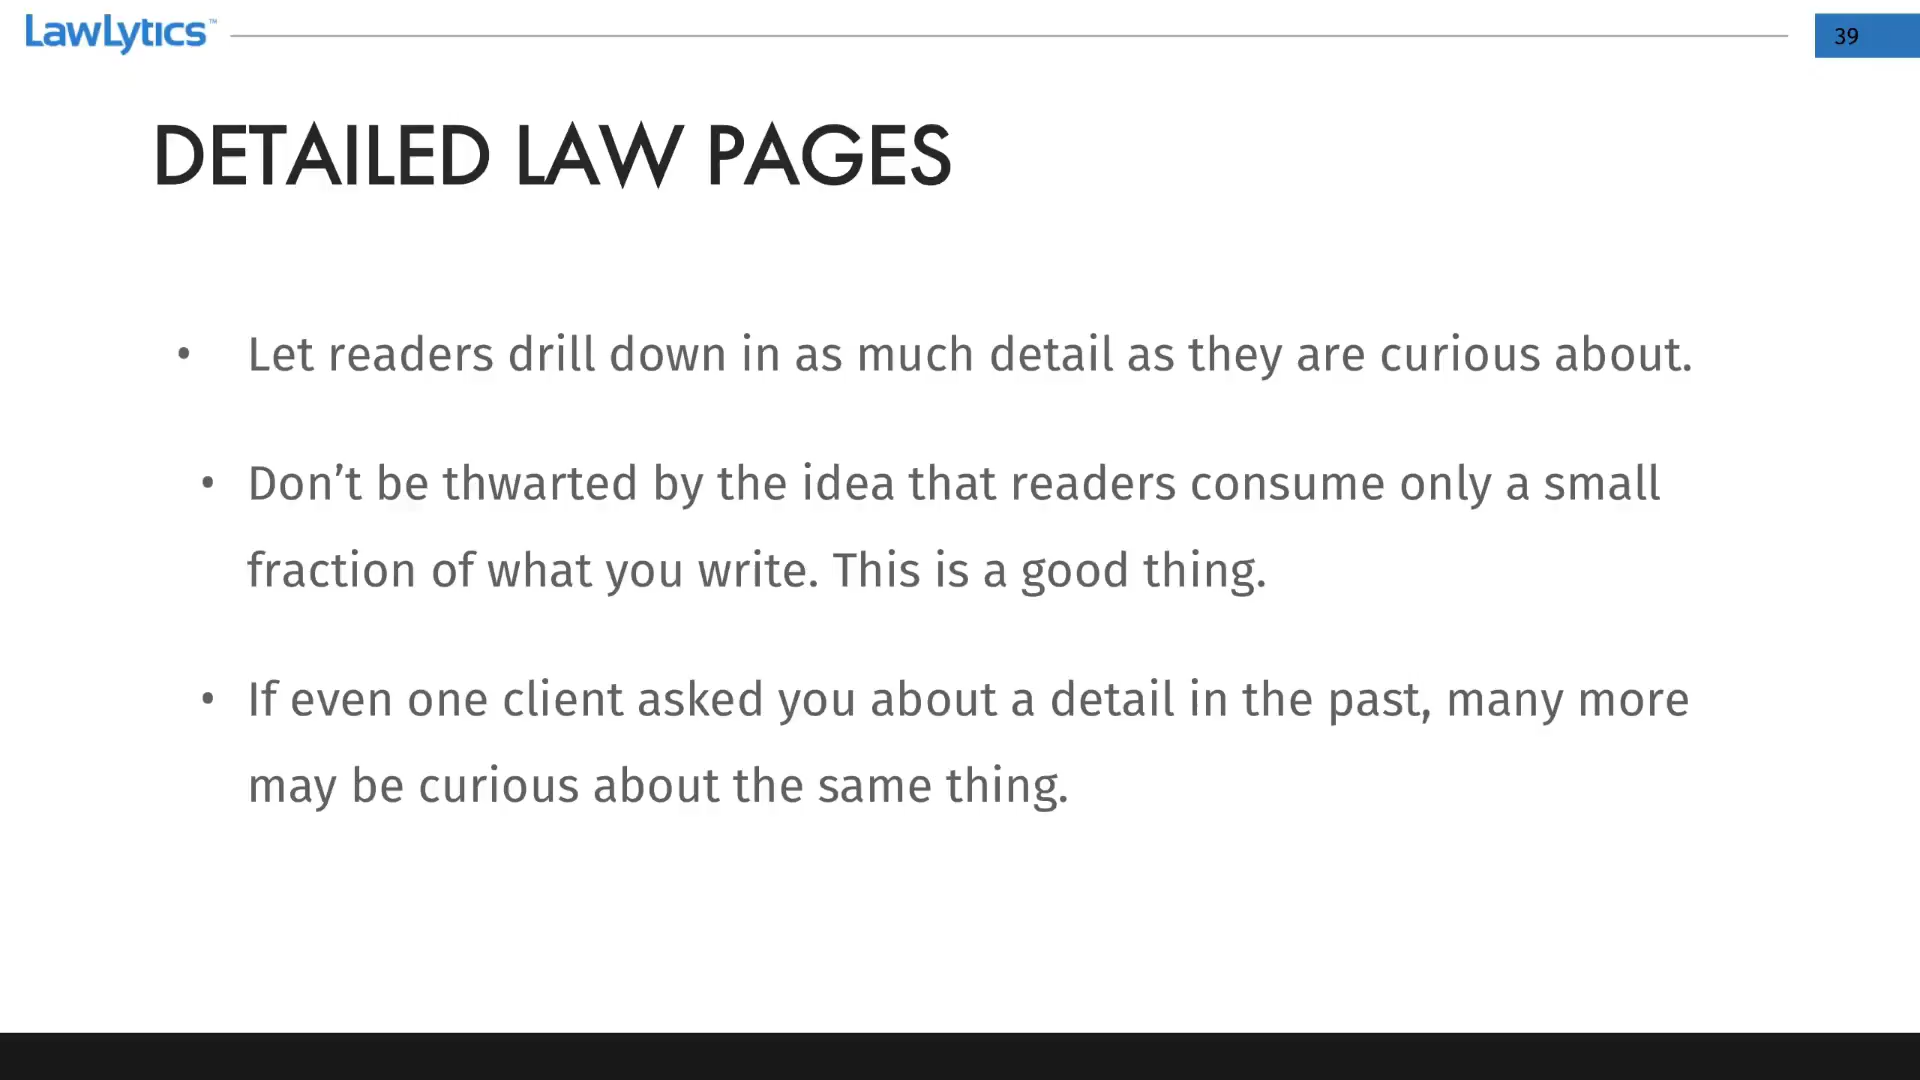 LawLytics™
39
DETAILED LAW PAGES
• Let readers drill down in as much detail as they are curious about.
• Don’t be thwarted by the idea that readers consume only a small
fraction of what you write. This is a good thing.
• If even one client asked you about a detail in the past, many more
may be curious about the same thing.